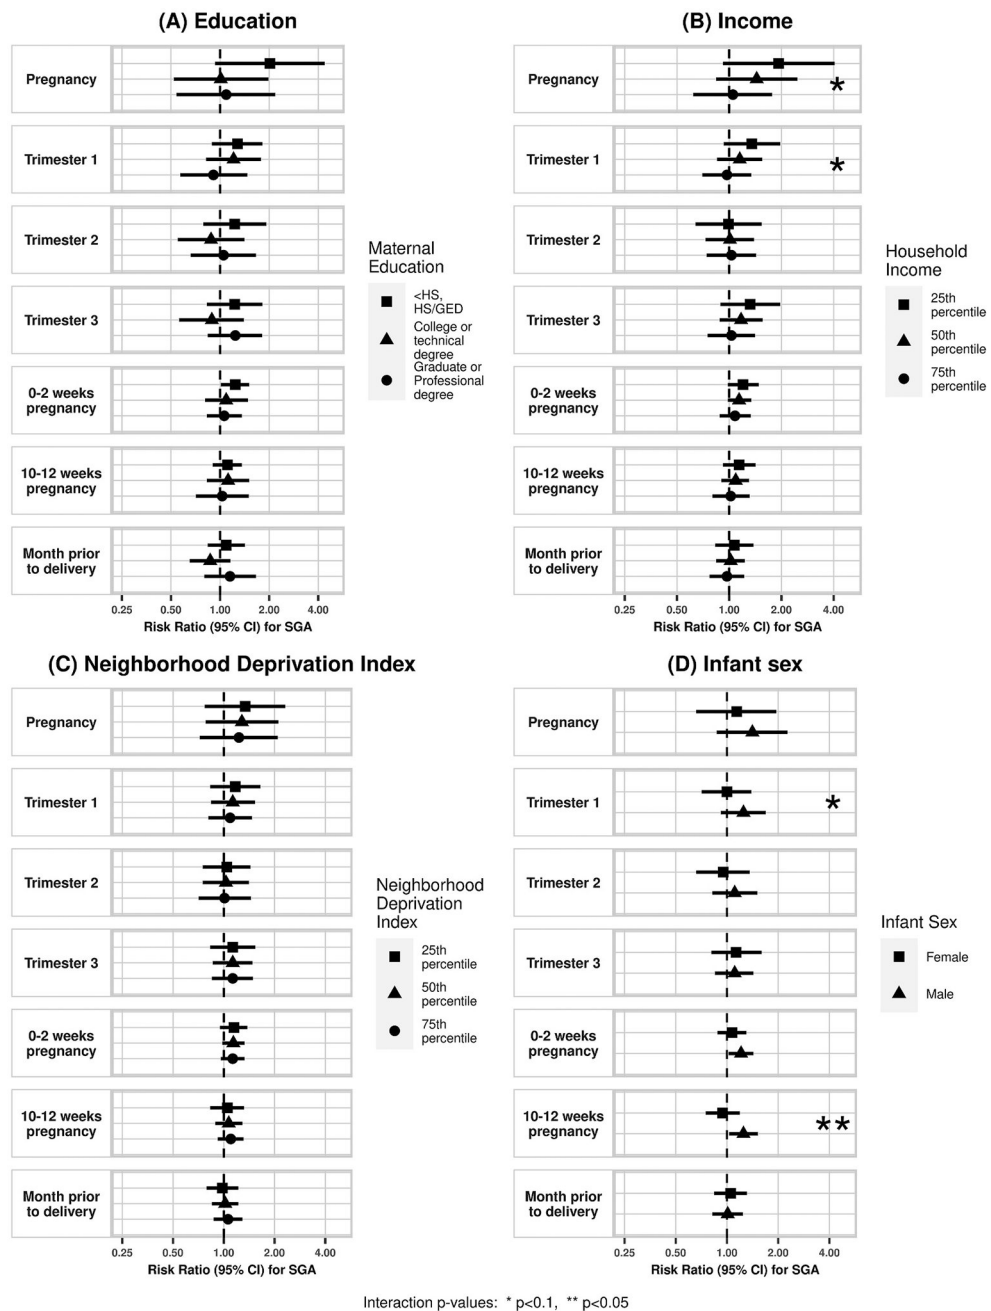 (A) Education
Pregnancy
Trimester 1
Trimester 2
Trimester 3
0-2 weeks
pregnancy
10-12 weeks
pregnancy
Month prior
to delivery
0.25 0.50 1.00 2.00 4.00
Risk Ratio (95% CI) for SGA
Maternal
Education
<HS,
HS/GED
College or
technical
degree
Graduate or
Professional
degree
(B) Income
Pregnancy
*
Trimester 1
*
Trimester 2
Trimester 3
0-2 weeks
pregnancy
10-12 weeks
pregnancy
Month prior
to delivery
0.25 0.50 1.00 2.00 4.00
Risk Ratio (95% CI) for SGA
Household
Income
25th
percentile
50th
percentile
75th
percentile
(C) Neighborhood Deprivation Index
Pregnancy
Trimester 1
Trimester 2
Trimester 3
0-2 weeks
pregnancy
10-12 weeks
pregnancy
Month prior
to delivery
0.25 0.50 1.00 2.00 4.00
Risk Ratio (95% CI) for SGA
Neighborhood
Deprivation
Index
25th
percentile
50th
percentile
75th
percentile
(D) Infant sex
Pregnancy
Trimester 1
*
Trimester 2
Trimester 3
0-2 weeks
pregnancy
10-12 weeks
pregnancy
**
Month prior
to delivery
0.25 0.50 1.00 2.00 4.00
Risk Ratio (95% CI) for SGA
Infant Sex
Female
Male
Interaction p-values: * p<0.1, ** p<0.05